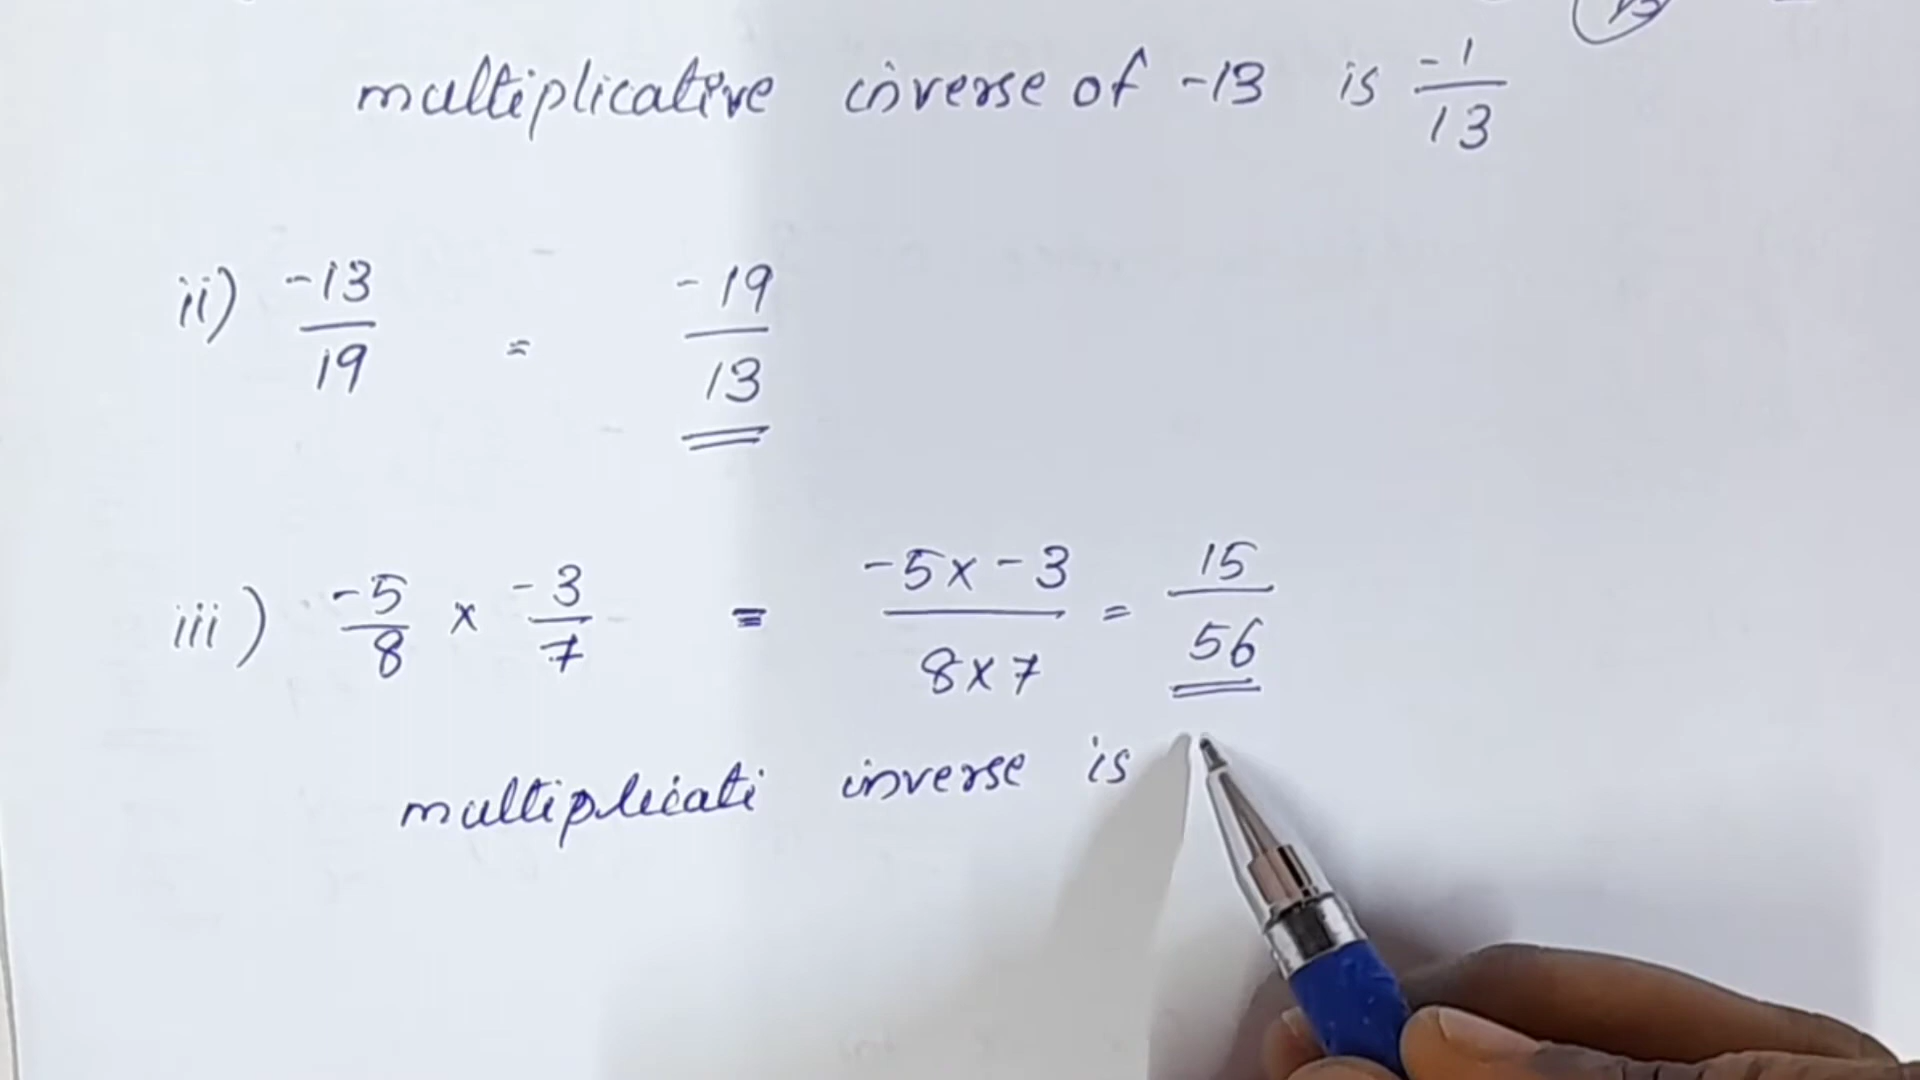 multiplicative inverse of -13 is -1/13
ii) -13/19 = -19/13
iii) -5/8 x -3/7 = -5x-3/8x7 = 15/56
multiplicati inverse is